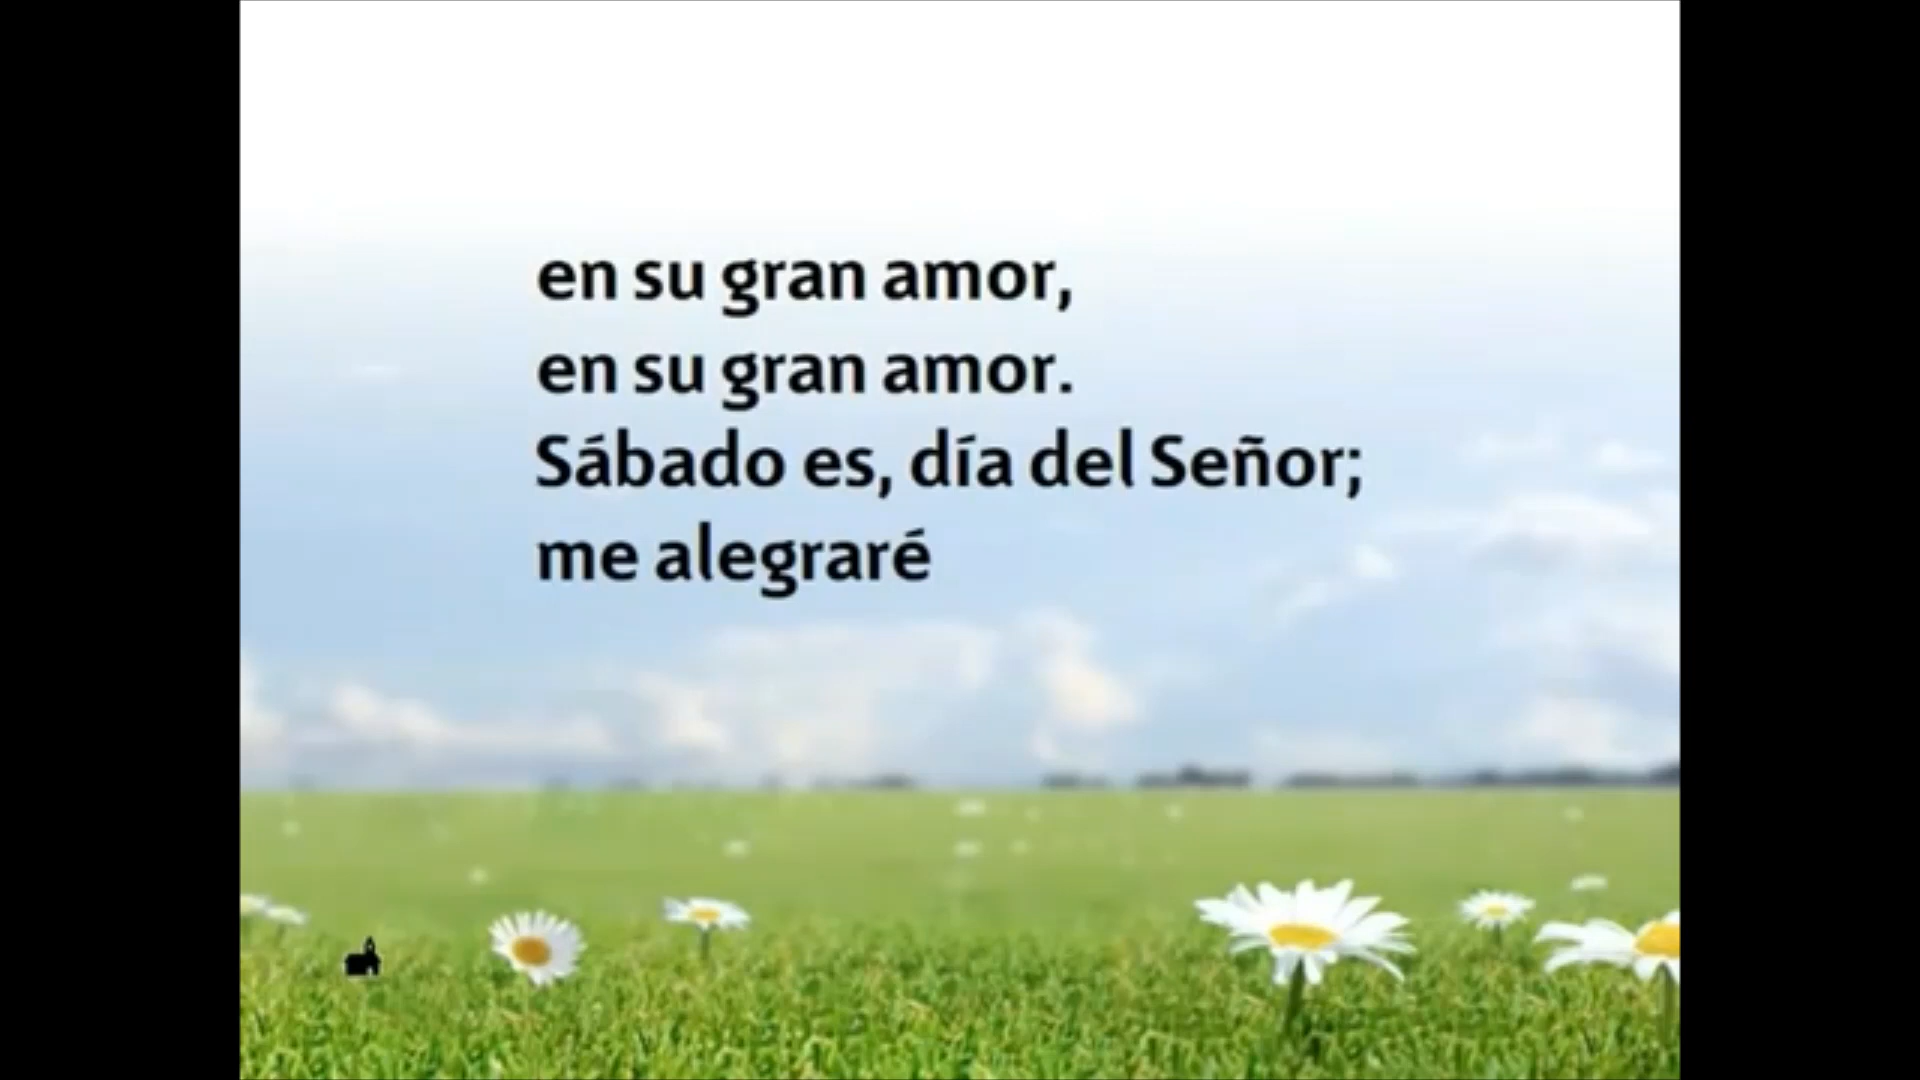 en su gran amor,
en su gran amor.
Sábado es, día del Señor;
me alegraré